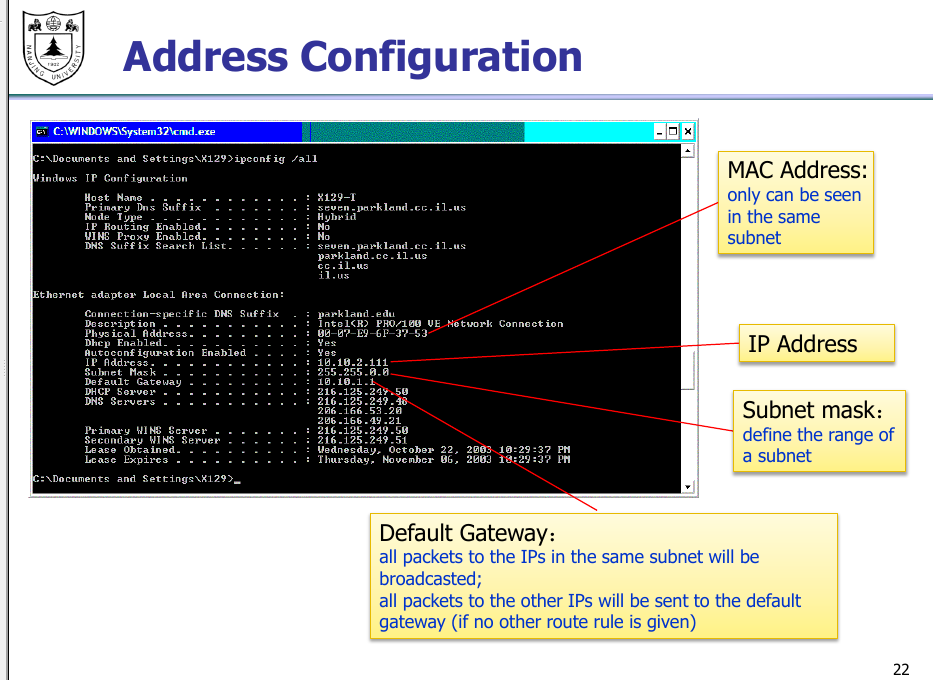 NANJING UNIVERSITY
1902
Address Configuration
C:\WINDOWS\System32\cmd.exe
C:\Documents and Settings\X129>ipconfig /all
Windows IP Configuration
Host Name . . . . . . . . . . . . : X129-T
Primary Dns Suffix . . . . . . . : seven.parkland.cc.il.us
Node Type . . . . . . . . . . . . : Hybrid
IP Routing Enabled. . . . . . . . : No
WINS Proxy Enabled. . . . . . . . : No
DNS Suffix Search List. . . . . . : seven.parkland.cc.il.us
parkland.cc.il.us
cc.il.us
il.us
Ethernet adapter Local Area Connection:
Connection-specific DNS Suffix . : parkland.edu
Description . . . . . . . . . . . : Intel(R) PRO/100 VE Network Connection
Physical Address. . . . . . . . . : 00-07-E9-6F-37-53
Dhcp Enabled. . . . . . . . . . . : Yes
Autoconfiguration Enabled . . . . : Yes
IP Address. . . . . . . . . . . . : 10.10.2.111
Subnet Mask . . . . . . . . . . . : 255.255.0.0
Default Gateway . . . . . . . . . : 10.10.1.1
DHCP Server . . . . . . . . . . . : 216.125.249.50
DNS Servers . . . . . . . . . . . : 216.125.249.48
206.166.53.20
206.166.49.21
Primary WINS Server . . . . . . . : 216.125.249.50
Secondary WINS Server . . . . . . : 216.125.249.51
Lease Obtained. . . . . . . . . . : Wednesday, October 22, 2003 10:29:37 PM
Lease Expires . . . . . . . . . . : Thursday, November 06, 2003 10:29:37 PM
C:\Documents and Settings\X129>_
MAC Address:
only can be seen
in the same
subnet
IP Address
Subnet mask：
define the range of
a subnet
Default Gateway：
all packets to the IPs in the same subnet will be
broadcasted;
all packets to the other IPs will be sent to the default
gateway (if no other route rule is given)
22